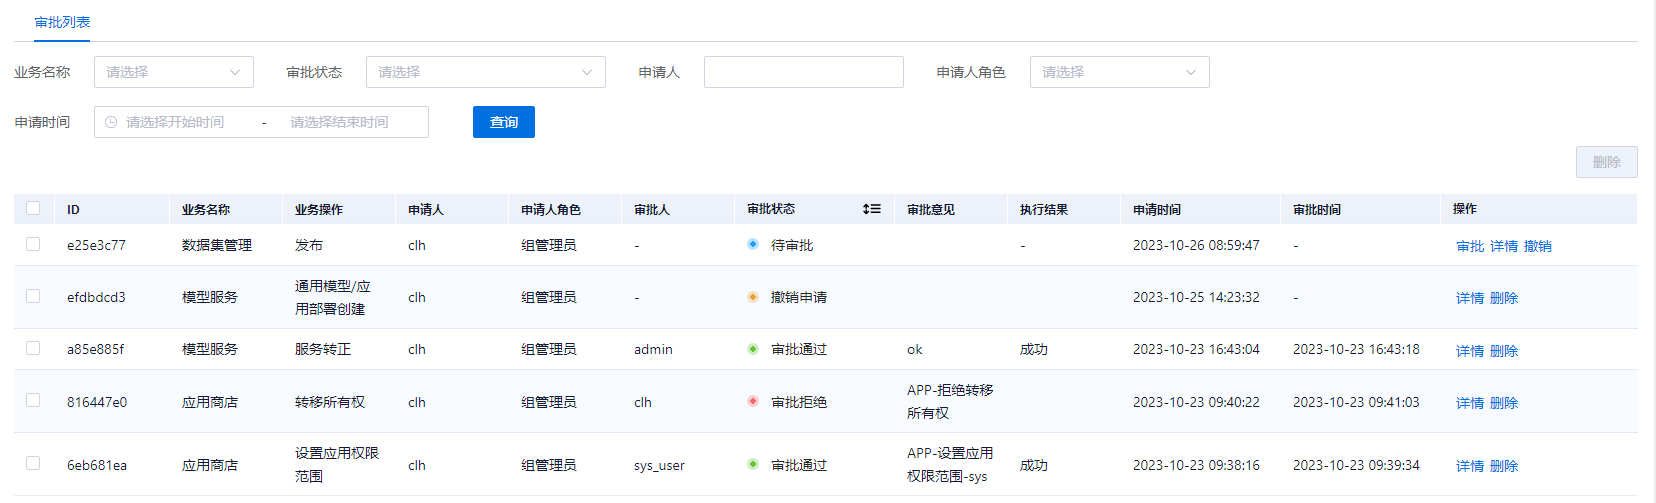 审批列表
业务名称 请选择 审批状态 请选择 申请人 申请人角色 请选择
申请时间 请选择开始时间 - 请选择结束时间 查询
删除
ID 业务名称 业务操作 申请人 申请人角色 审批人 审批状态 审批意见 执行结果 申请时间 审批时间 操作
e25e3c77 数据集管理 发布 clh 组管理员 - 待审批 - 2023-10-26 08:59:47 - 审批 详情 撤销
通用模型/应
efdbdcd3 模型服务 clh 组管理员 - 撤销申请 2023-10-25 14:23:32 - 详情 删除
用部署创建
a85e885f 模型服务 服务转正 clh 组管理员 admin 审批通过 ok 成功 2023-10-23 16:43:04 2023-10-23 16:43:18 详情 删除
APP-拒绝转移
816447e0 应用商店 转移所有权 clh 组管理员 clh 审批拒绝 2023-10-23 09:40:22 2023-10-23 09:41:03 详情 删除
所有权
设置应用权限 APP-设置应用
6eb681ea 应用商店 clh 组管理员 sys_user 审批通过 成功 2023-10-23 09:38:16 2023-10-23 09:39:34 详情 删除
范围 权限范围-sys